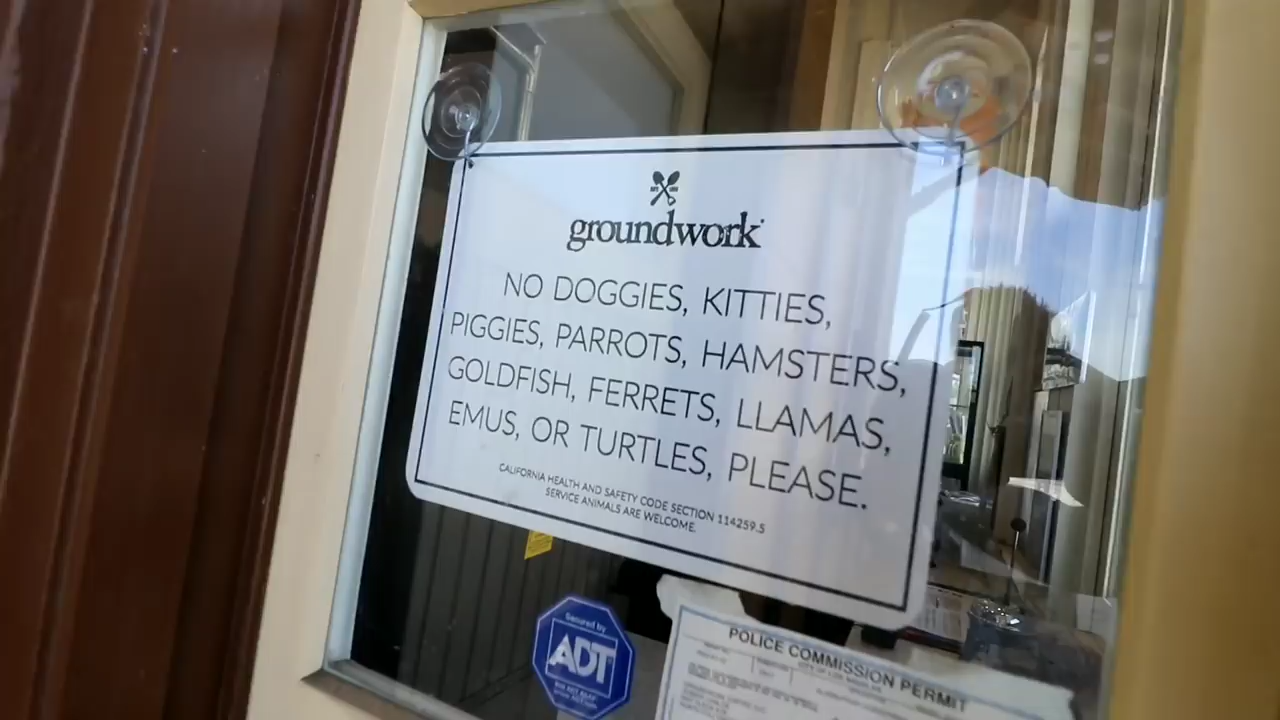 groundwork
NO DOGGIES, KITTIES,
PIGGIES, PARROTS, HAMSTERS,
GOLDFISH, FERRETS, LLAMAS,
EMUS, OR TURTLES, PLEASE.
CALIFORNIA HEALTH AND SAFETY CODE SECTION 114259.5
SERVICE ANIMALS ARE WELCOME.
Secured by
ADT
POLICE COMMISSION PERMIT